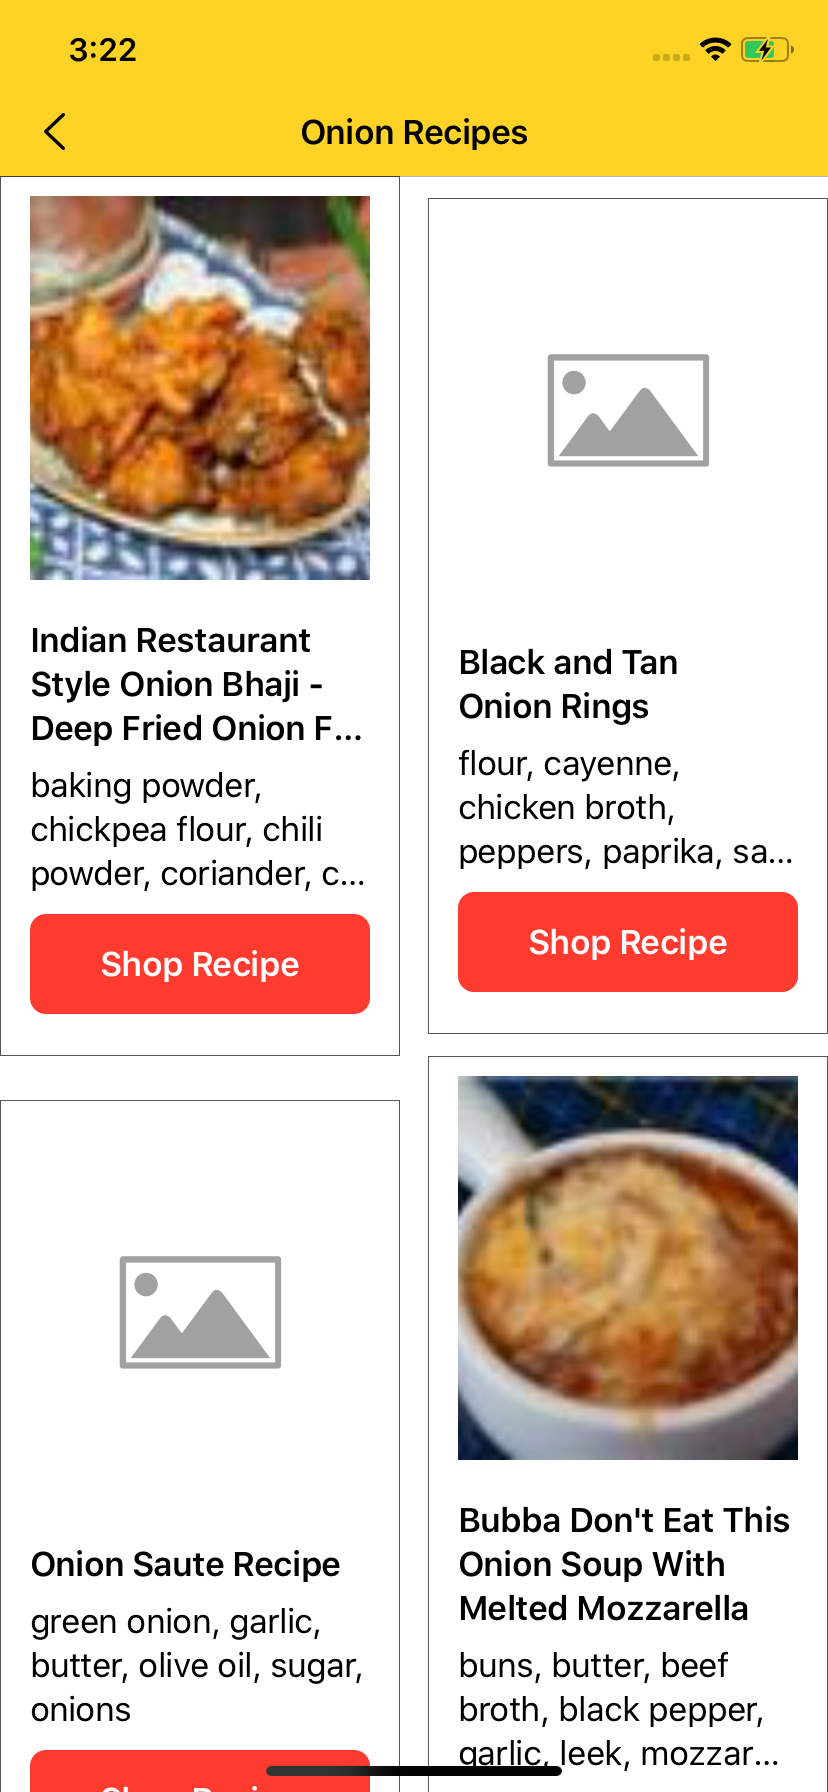 3:22
Onion Recipes
Indian Restaurant
Style Onion Bhaji -
Deep Fried Onion F...
baking powder,
chickpea flour, chili
powder, coriander, c...
Shop Recipe
Black and Tan
Onion Rings
flour, cayenne,
chicken broth,
peppers, paprika, sa...
Shop Recipe
Onion Saute Recipe
green onion, garlic,
butter, olive oil, sugar,
onions
Shop Recipe
Bubba Don't Eat This
Onion Soup With
Melted Mozzarella
buns, butter, beef
broth, black pepper,
garlic, leek, mozzar...